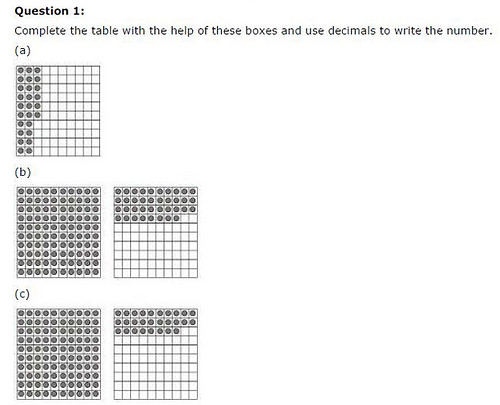 Question 1:
Complete the table with the help of these boxes and use decimals to write the number.
(a)
(b)
(c)